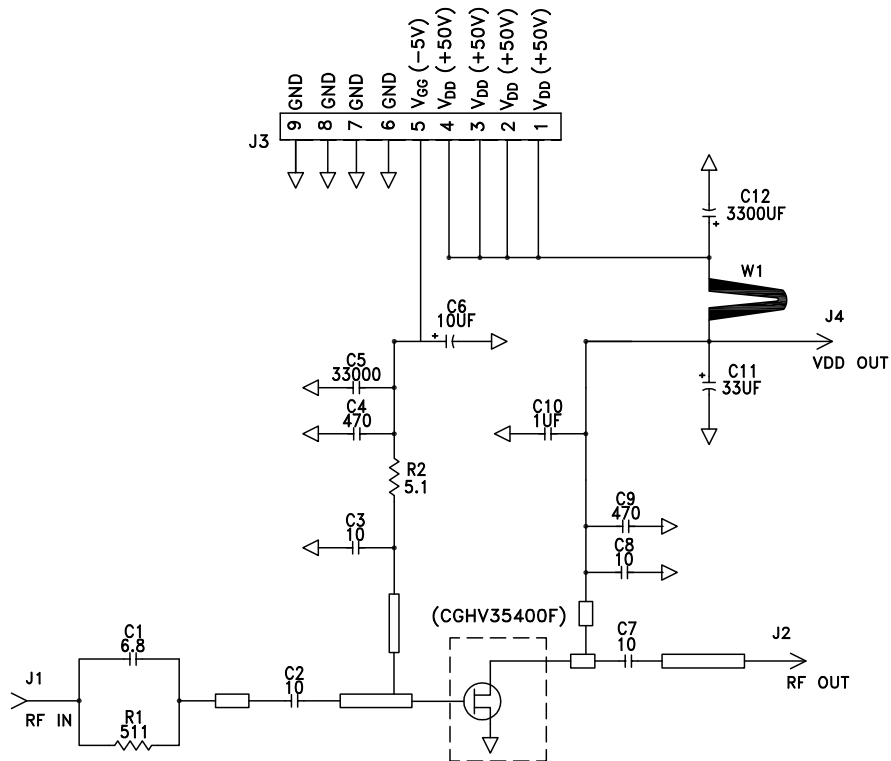 GND
GND
GND
GND
VGG (-5V)
VDD (+50V)
VDD (+50V)
VDD (+50V)
VDD (+50V)
9 8 7 6 5 4 3 2 1
J3
C12
3300UF
W1
J4
VDD OUT
C6
10UF
C5
33000
C4
470
C11
33UF
C10
1UF
R2
5.1
C9
470
C3
10
C8
10
(CGHV35400F)
C1
6.8
C7
10
J2
RF OUT
J1
RF IN
C2
10
R1
511